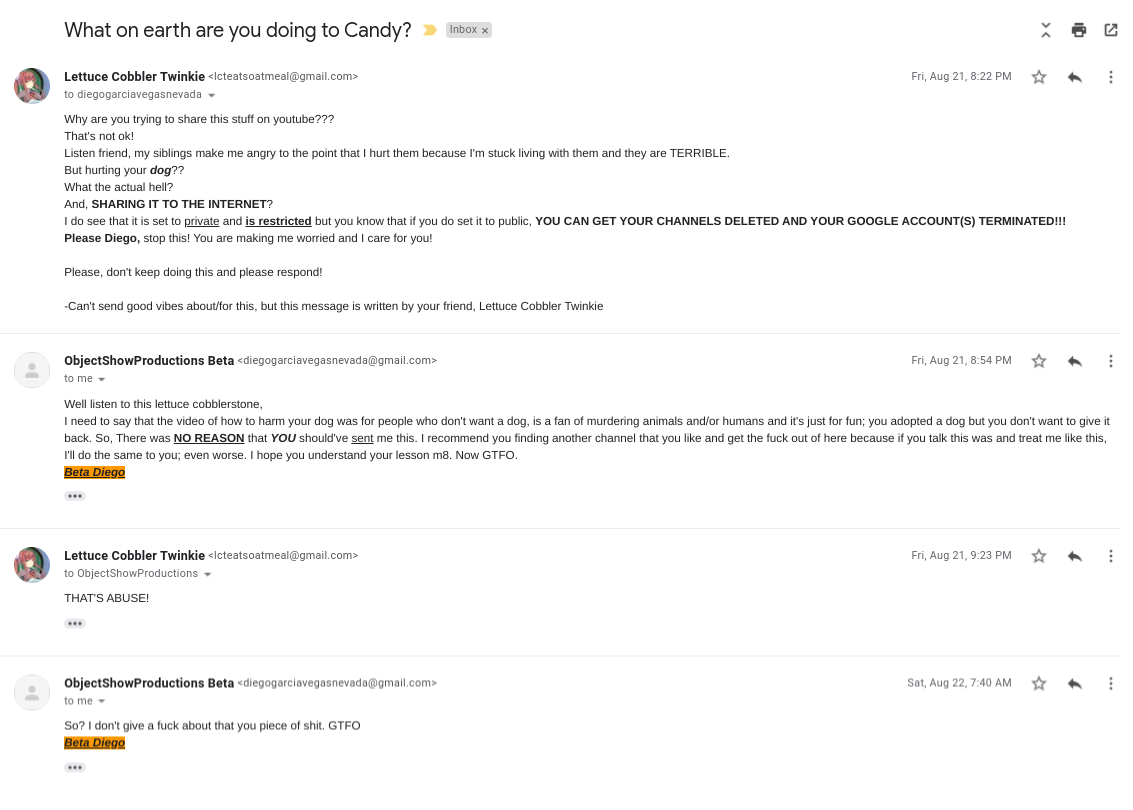 What on earth are you doing to Candy? Inbox ×
Lettuce Cobbler Twinkie <lcteatsoatmeal@gmail.com> Fri, Aug 21, 8:22 PM
to diegogarciavegasnevada
Why are you trying to share this stuff on youtube???
That's not ok!
Listen friend, my siblings make me angry to the point that I hurt them because I'm stuck living with them and they are TERRIBLE.
But hurting your dog??
What the actual hell?
And, SHARING IT TO THE INTERNET?
I do see that it is set to private and is restricted but you know that if you do set it to public, YOU CAN GET YOUR CHANNELS DELETED AND YOUR GOOGLE ACCOUNT(S) TERMINATED!!!
Please Diego, stop this! You are making me worried and I care for you!
Please, don't keep doing this and please respond!
-Can't send good vibes about/for this, but this message is written by your friend, Lettuce Cobbler Twinkie
ObjectShowProductions Beta <diegogarciavegasnevada@gmail.com> Fri, Aug 21, 8:54 PM
to me
Well listen to this lettuce cobblerstone,
I need to say that the video of how to harm your dog was for people who don't want a dog, is a fan of murdering animals and/or humans and it's just for fun; you adopted a dog but you don't want to give it
back. So, There was NO REASON that YOU should've sent me this. I recommend you finding another channel that you like and get the fuck out of here because if you talk this was and treat me like this,
I'll do the same to you; even worse. I hope you understand your lesson m8. Now GTFO.
Beta Diego
Lettuce Cobbler Twinkie <lcteatsoatmeal@gmail.com> Fri, Aug 21, 9:23 PM
to ObjectShowProductions
THAT'S ABUSE!
ObjectShowProductions Beta <diegogarciavegasnevada@gmail.com> Sat, Aug 22, 7:40 AM
to me
So? I don't give a fuck about that you piece of shit. GTFO
Beta Diego